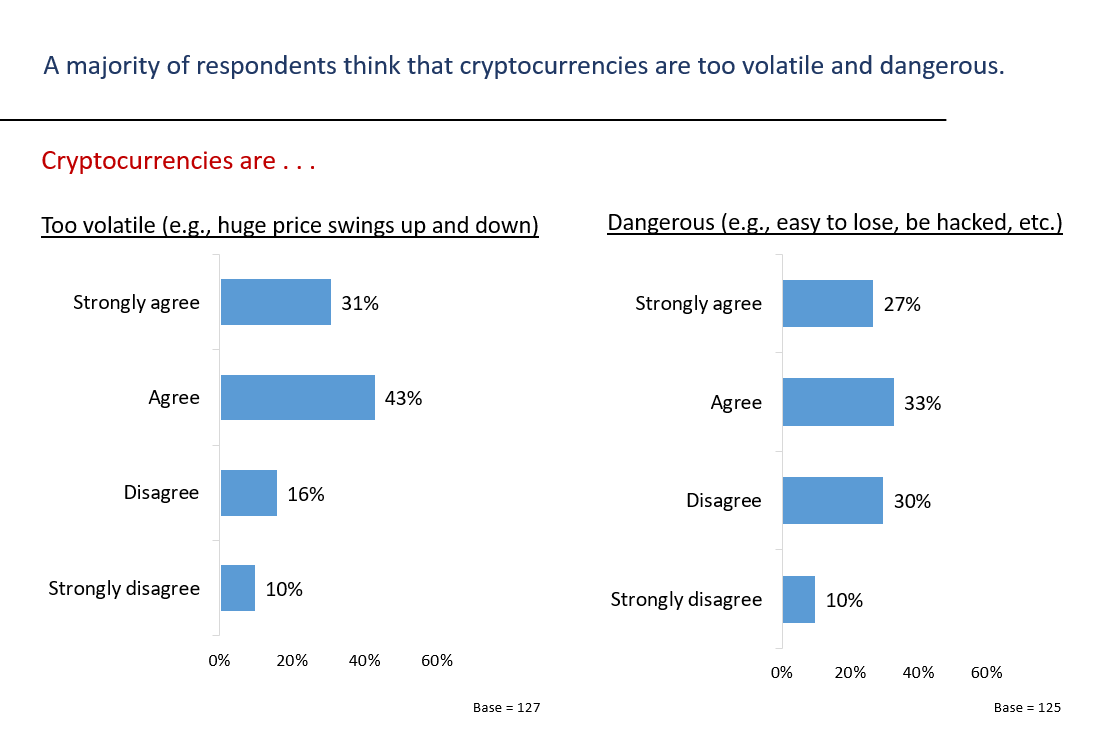 A majority of respondents think that cryptocurrencies are too volatile and dangerous.
Cryptocurrencies are . . .
Too volatile (e.g., huge price swings up and down)
Strongly agree 31%
Agree 43%
Disagree 16%
Strongly disagree 10%
0% 20% 40% 60%
Base = 127
Dangerous (e.g., easy to lose, be hacked, etc.)
Strongly agree 27%
Agree 33%
Disagree 30%
Strongly disagree 10%
0% 20% 40% 60%
Base = 125